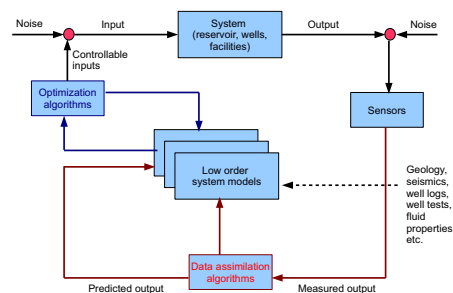 Noise
Input
System
(reservoir, wells,
facilities)
Output
Noise
Controllable
inputs
Optimization
algorithms
Sensors
Low order
system models
Geology,
seismics,
well logs,
well tests,
fluid
properties
etc.
Data assimilation
algorithms
Predicted output
Measured output